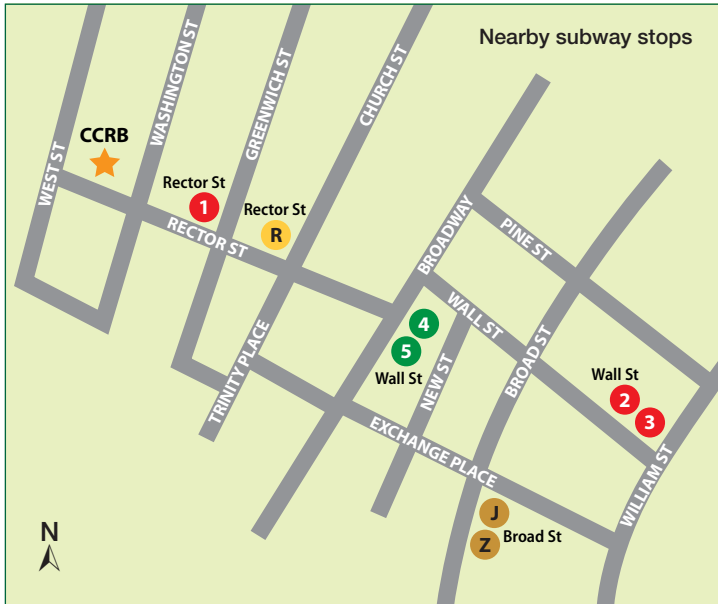 Nearby subway stops
WASHINGTON ST
GREENWICH ST
CHURCH ST
CCRB
WEST ST
Rector St
1
Rector St
R
RECTOR ST
BROADWAY
PINE ST
WALL ST
4
5
Wall St
NEW ST
BROAD ST
Wall St
2
3
TRINITY PLACE
EXCHANGE PLACE
WILLIAM ST
J
Z
Broad St
N